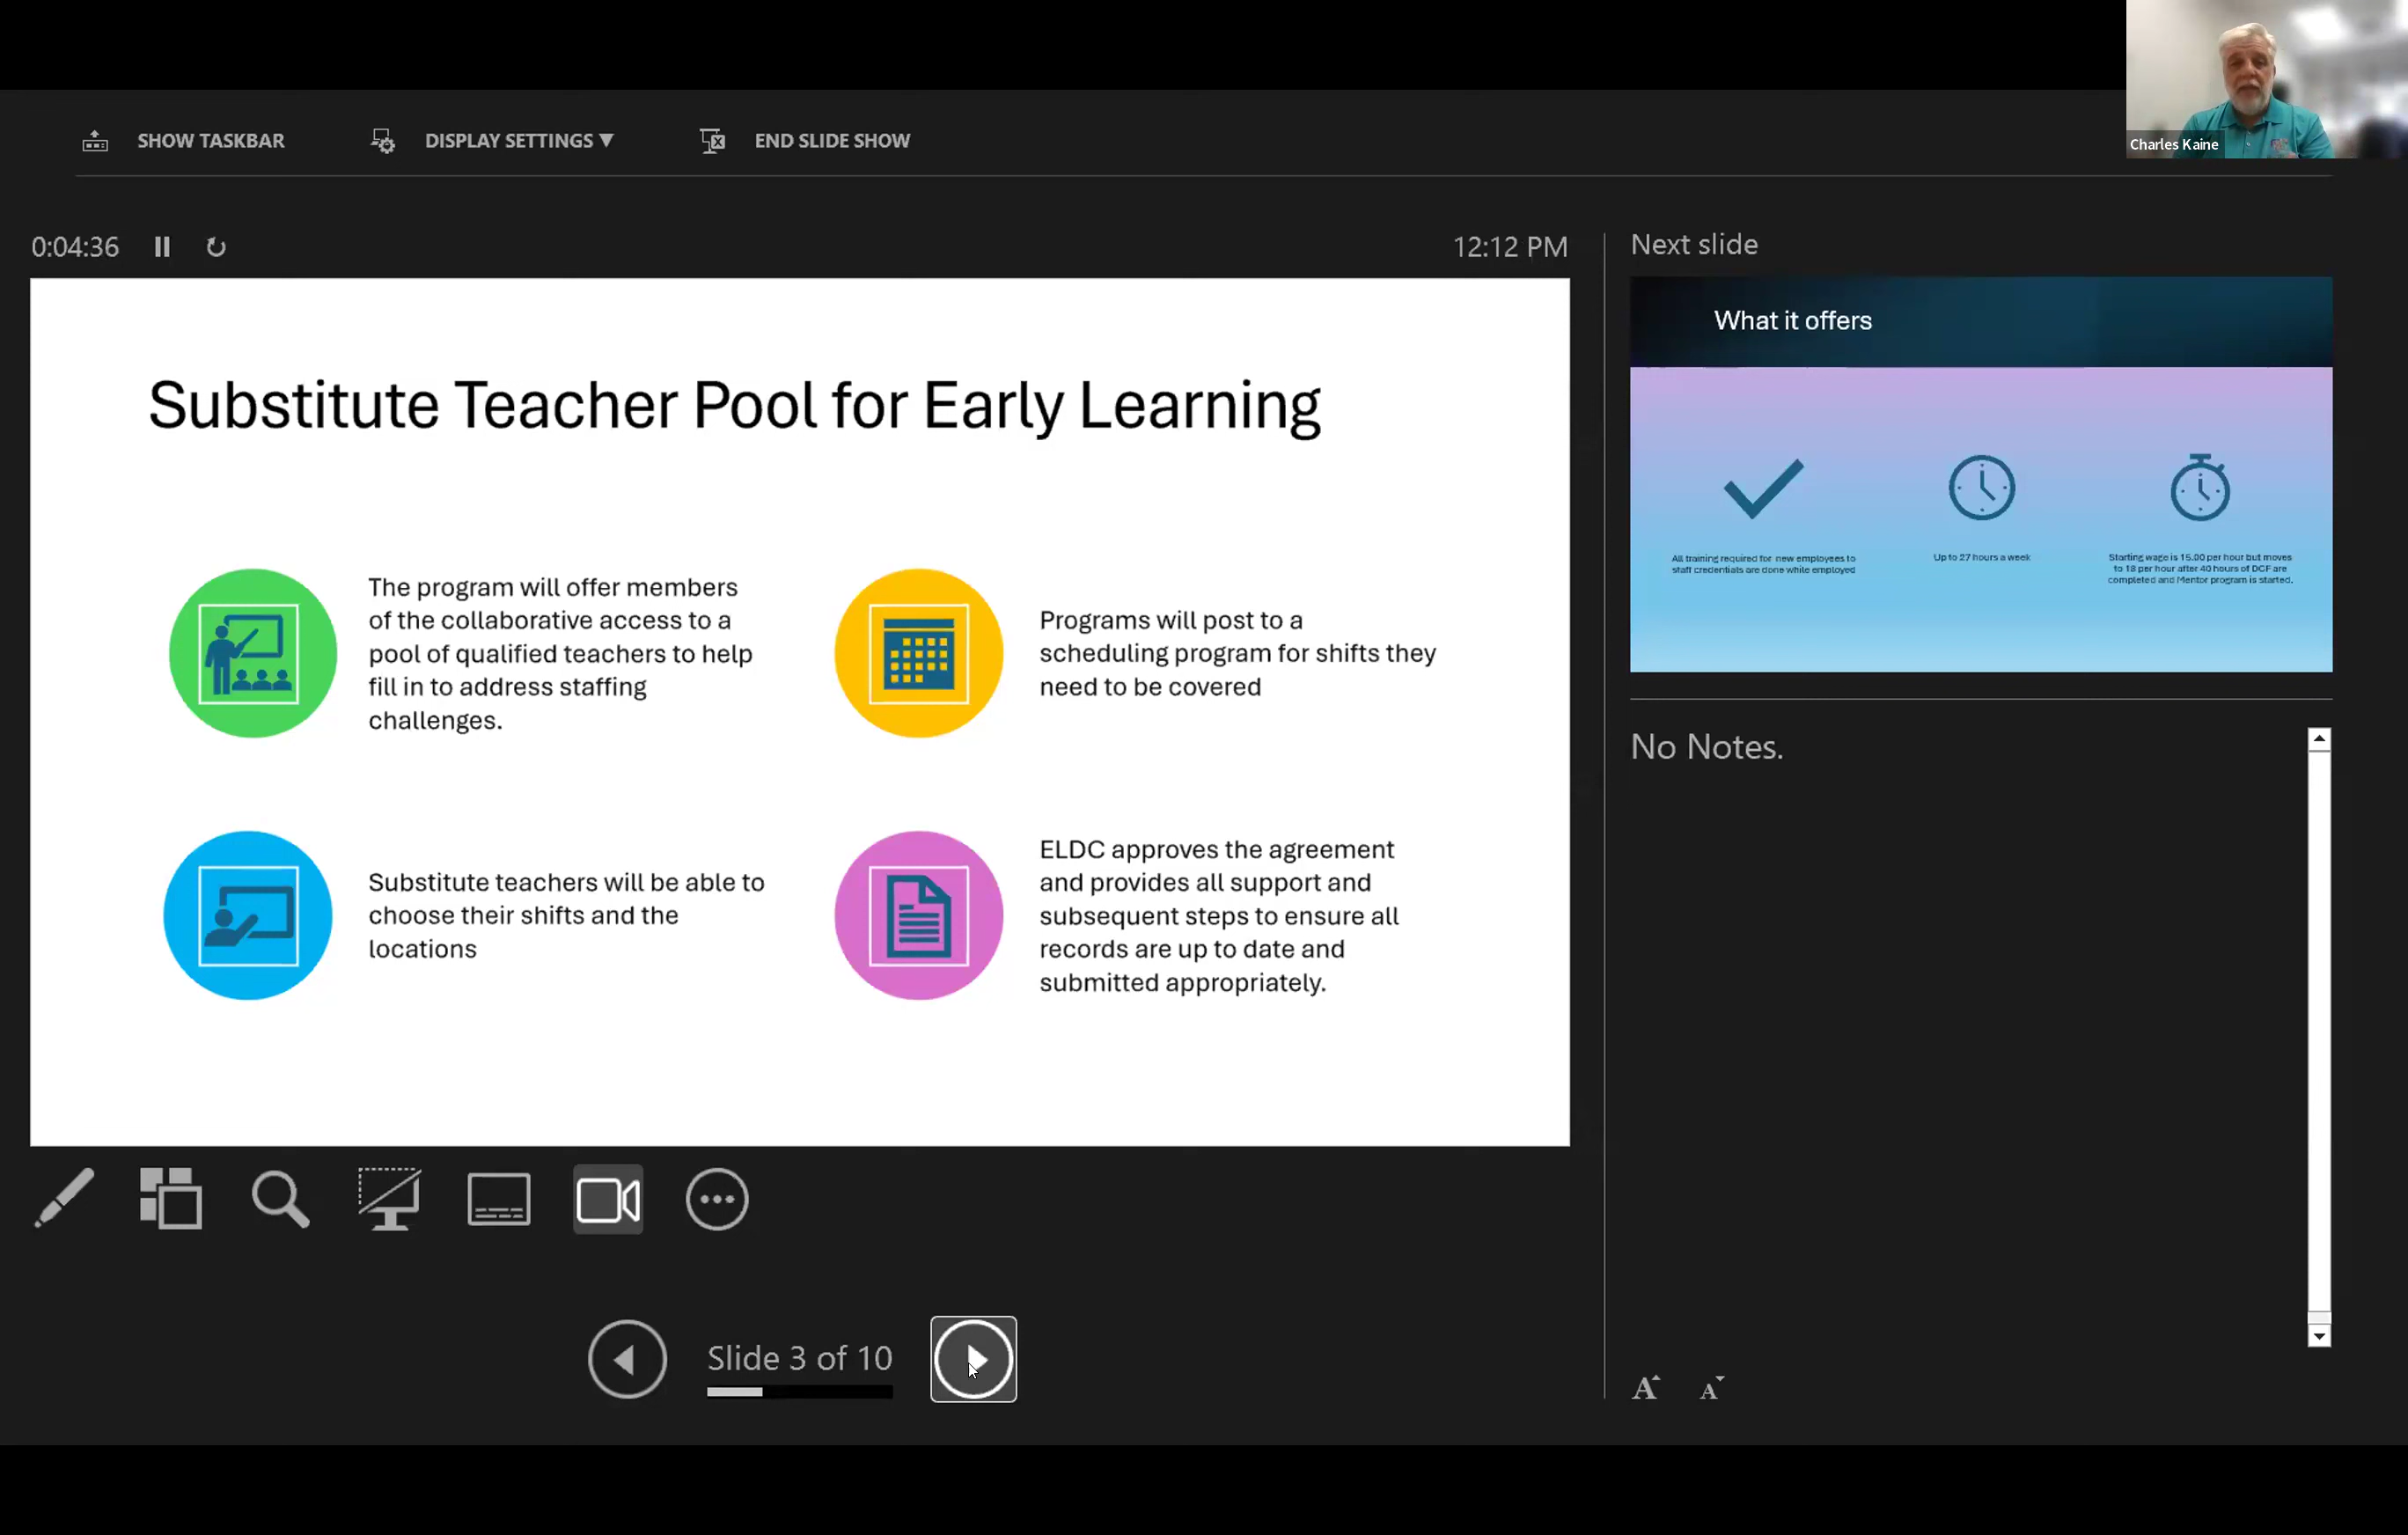 Charles Kaine
SHOW TASKBAR
DISPLAY SETTINGS ▼
END SLIDE SHOW
0:04:36
12:12 PM
Substitute Teacher Pool for Early Learning
The program will offer members
of the collaborative access to a
pool of qualified teachers to help
fill in to address staffing
challenges.
Programs will post to a
scheduling program for shifts they
need to be covered
Substitute teachers will be able to
choose their shifts and the
locations
ELDC approves the agreement
and provides all support and
subsequent steps to ensure all
records are up to date and
submitted appropriately.
Slide 3 of 10
Next slide
What it offers
All training required for new employees to
staff credentials are done while employed
Up to 27 hours a week
Starting wage is 15.00 per hour but moves
to 18 per hour after 40 hours of DCF are
completed and Mentor program is started.
No Notes.
A A